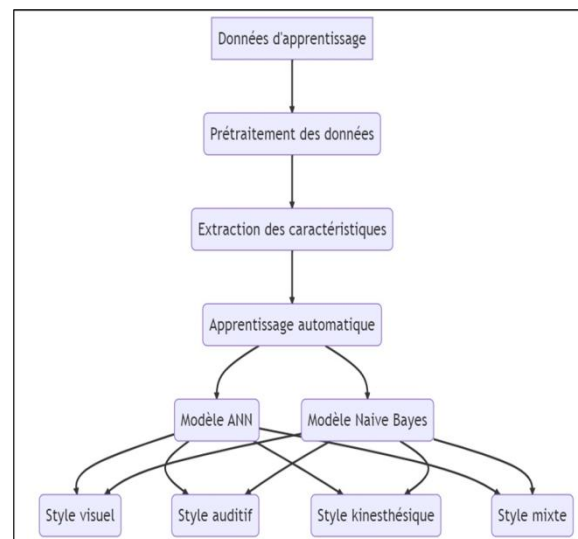 Données d'apprentissage
Prétraitement des données
Extraction des caractéristiques
Apprentissage automatique
Modèle ANN
Modèle Naive Bayes
Style visuel
Style auditif
Style kinesthésique
Style mixte